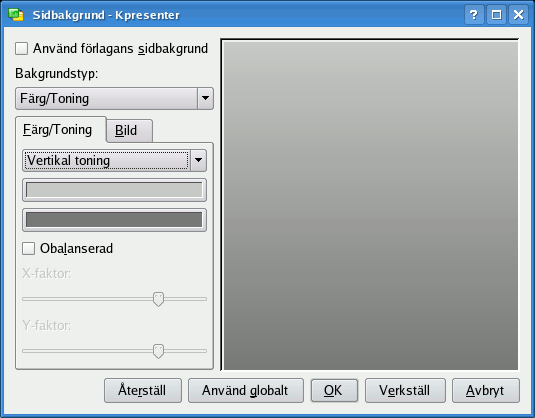 Sidbakgrund - Kpresenter
Använd förlagans sidbakgrund
Bakgrundstyp:
Färg/Toning
Färg/Toning Bild
Vertikal toning
Obalanserad
X-faktor:
Y-faktor:
Återställ Använd globalt OK Verkställ Avbryt